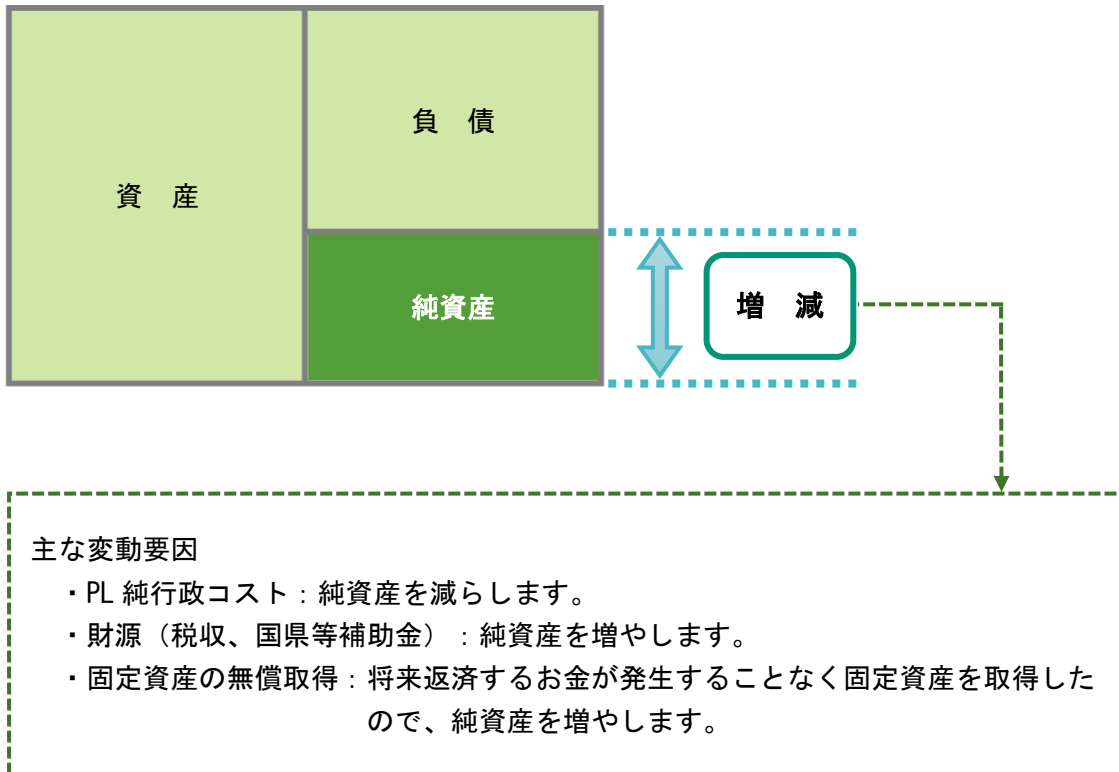 負　債
資　産
純資産
増　減
主な変動要因
・PL 純行政コスト：純資産を減らします。
・財源（税収、国県等補助金）：純資産を増やします。
・固定資産の無償取得：将来返済するお金が発生することなく固定資産を取得した
ので、純資産を増やします。